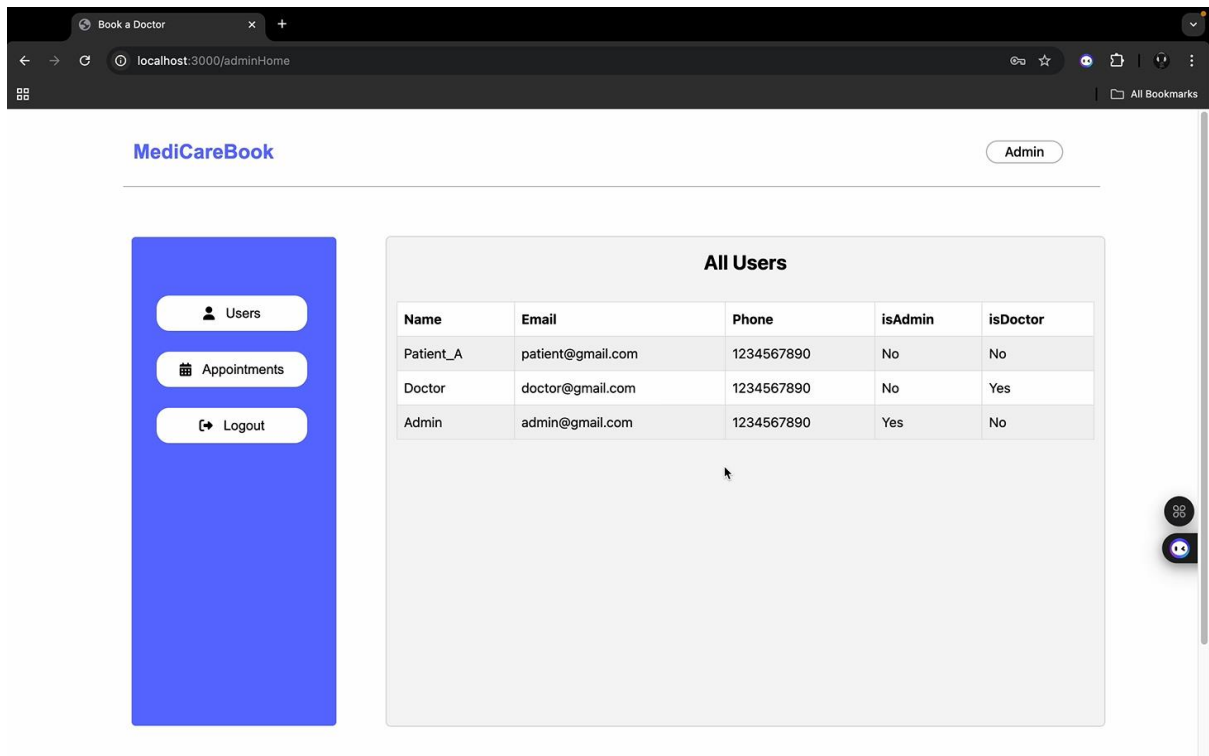 Book a Doctor
localhost:3000/adminHome
All Bookmarks
MediCareBook
Admin
Users
Appointments
Logout
All Users
Name Email Phone isAdmin isDoctor
Patient_A patient@gmail.com 1234567890 No No
Doctor doctor@gmail.com 1234567890 No Yes
Admin admin@gmail.com 1234567890 Yes No